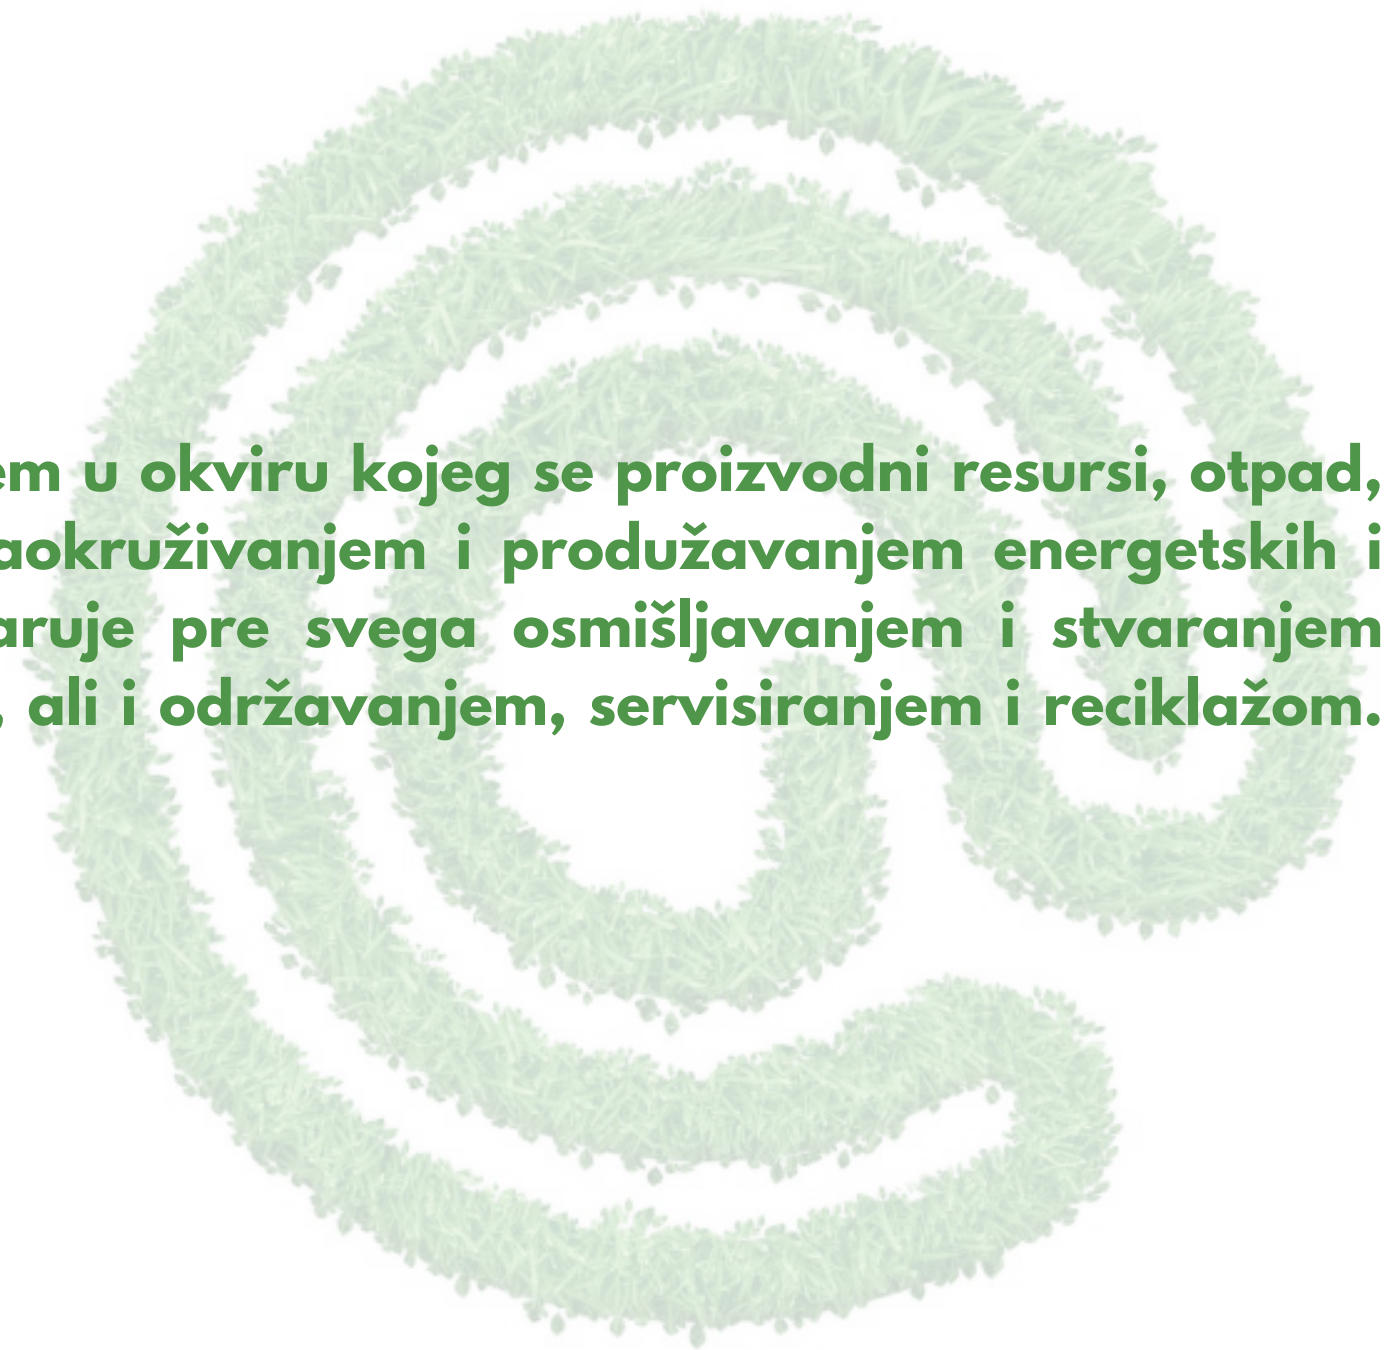 em u okviru kojeg se proizvodni resursi, otpad,
aokruživanjem i produžavanjem energetskih i
aruje pre svega osmišljavanjem i stvaranjem
, ali i održavanjem, servisiranjem i reciklažom.